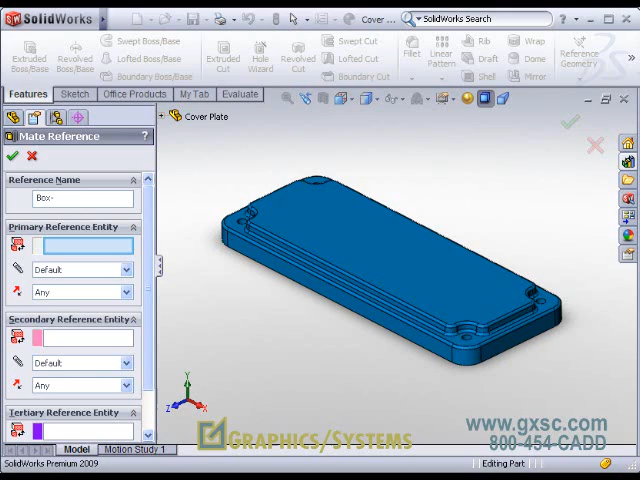 SolidWorks
Cover ...
SolidWorks Search
Extruded Boss/Base
Revolved Boss/Base
Swept Boss/Base
Lofted Boss/Base
Boundary Boss/Base
Extruded Cut
Hole Wizard
Revolved Cut
Swept Cut
Lofted Cut
Boundary Cut
Fillet
Linear Pattern
Rib
Draft
Shell
Wrap
Dome
Mirror
Reference Geometry
Features
Sketch
Office Products
My Tab
Evaluate
Mate Reference
?
Cover Plate
Reference Name
Box-
Primary Reference Entity
Default
Any
Secondary Reference Entity
Default
Any
Tertiary Reference Entity
Y
Z
X
GRAPHICS/SYSTEMS
www.gxsc.com
800-454-CADD
Model
Motion Study 1
SolidWorks Premium 2009
Editing Part